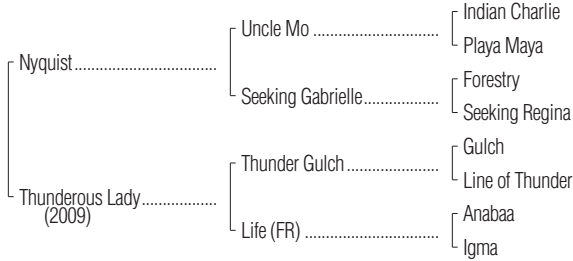 Indian Charlie
Uncle Mo ..............................
Playa Maya
Nyquist..................................
Forestry
Seeking Gabrielle..................
Seeking Regina
Gulch
Thunder Gulch......................
Line of Thunder
Thunderous Lady..................
(2009)
Anabaa
Life (FR) ................................
Igma